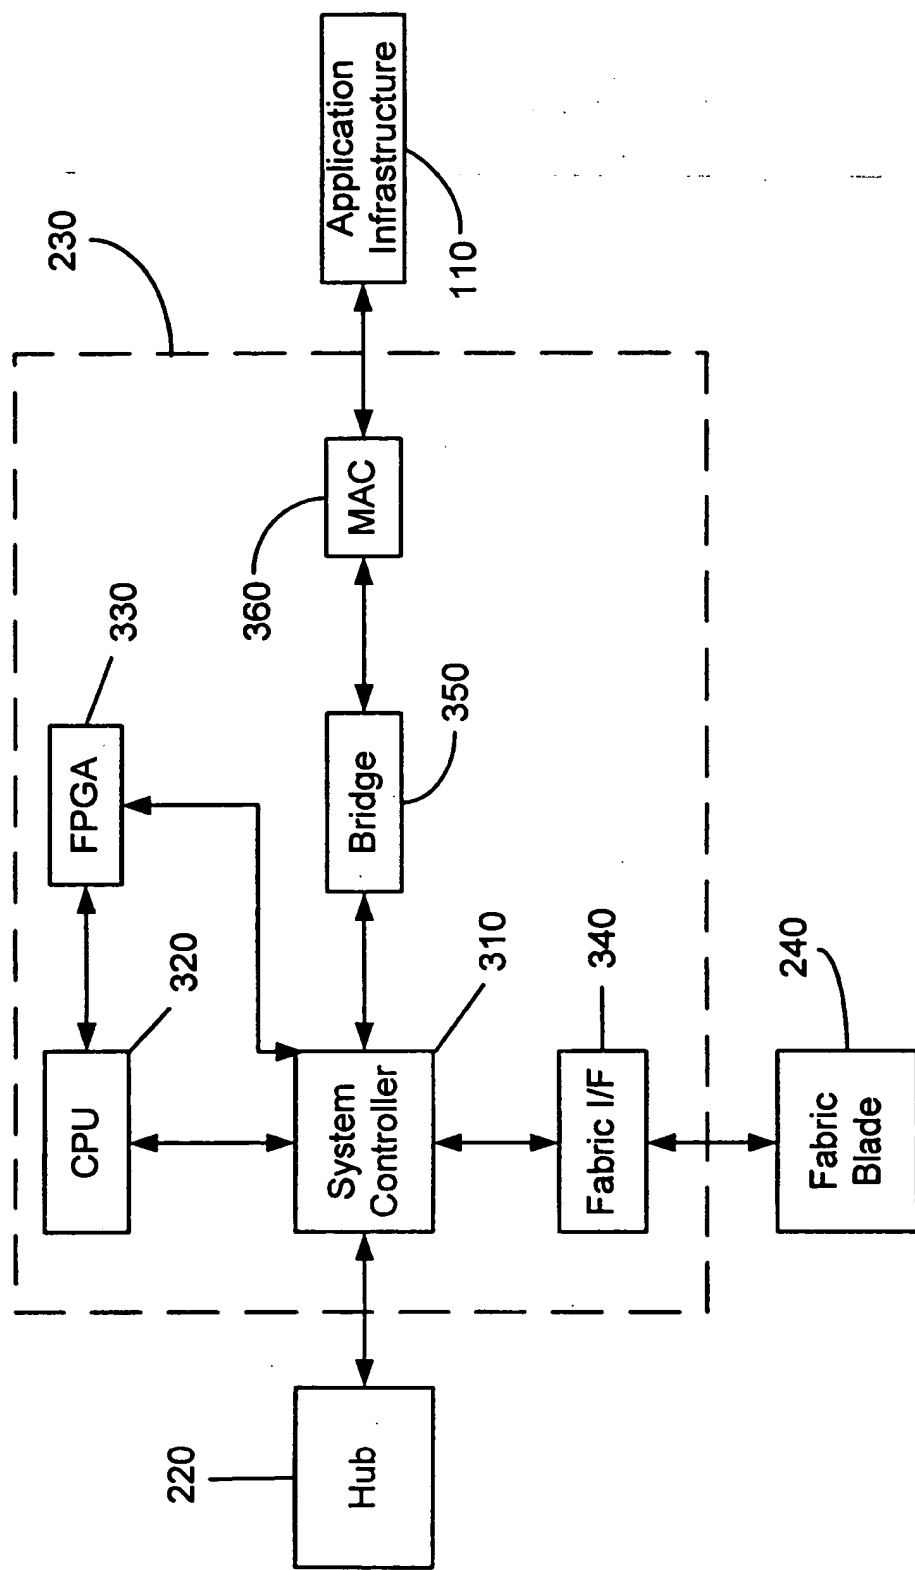 230
320
330
CPU
FPGA
360
220
Hub
System
Controller
Bridge
MAC
Application
Infrastructure
310
350
110
340
Fabric I/F
240
Fabric
Blade